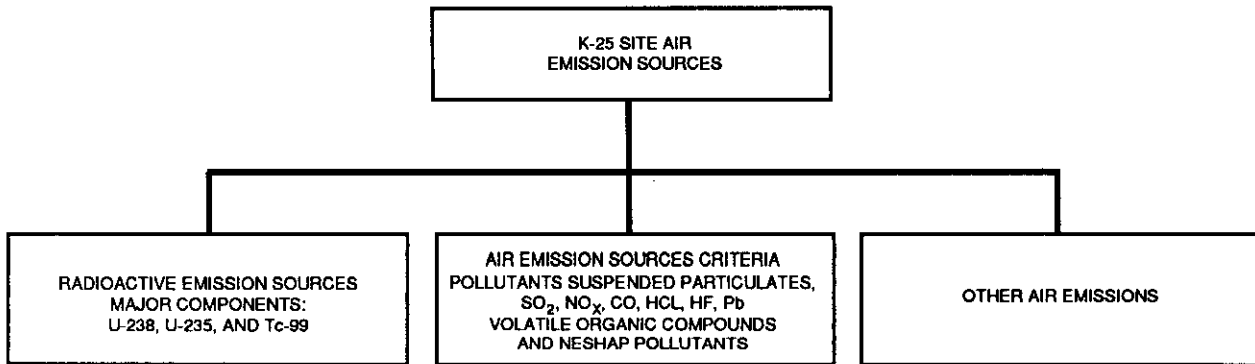 K-25 SITE AIR
EMISSION SOURCES
RADIOACTIVE EMISSION SOURCES
MAJOR COMPONENTS:
U-238, U-235, AND Tc-99
AIR EMISSION SOURCES CRITERIA
POLLUTANTS SUSPENDED PARTICULATES,
SO₂, NOₓ, CO, HCL, HF, Pb
VOLATILE ORGANIC COMPOUNDS
AND NESHAP POLLUTANTS
OTHER AIR EMISSIONS